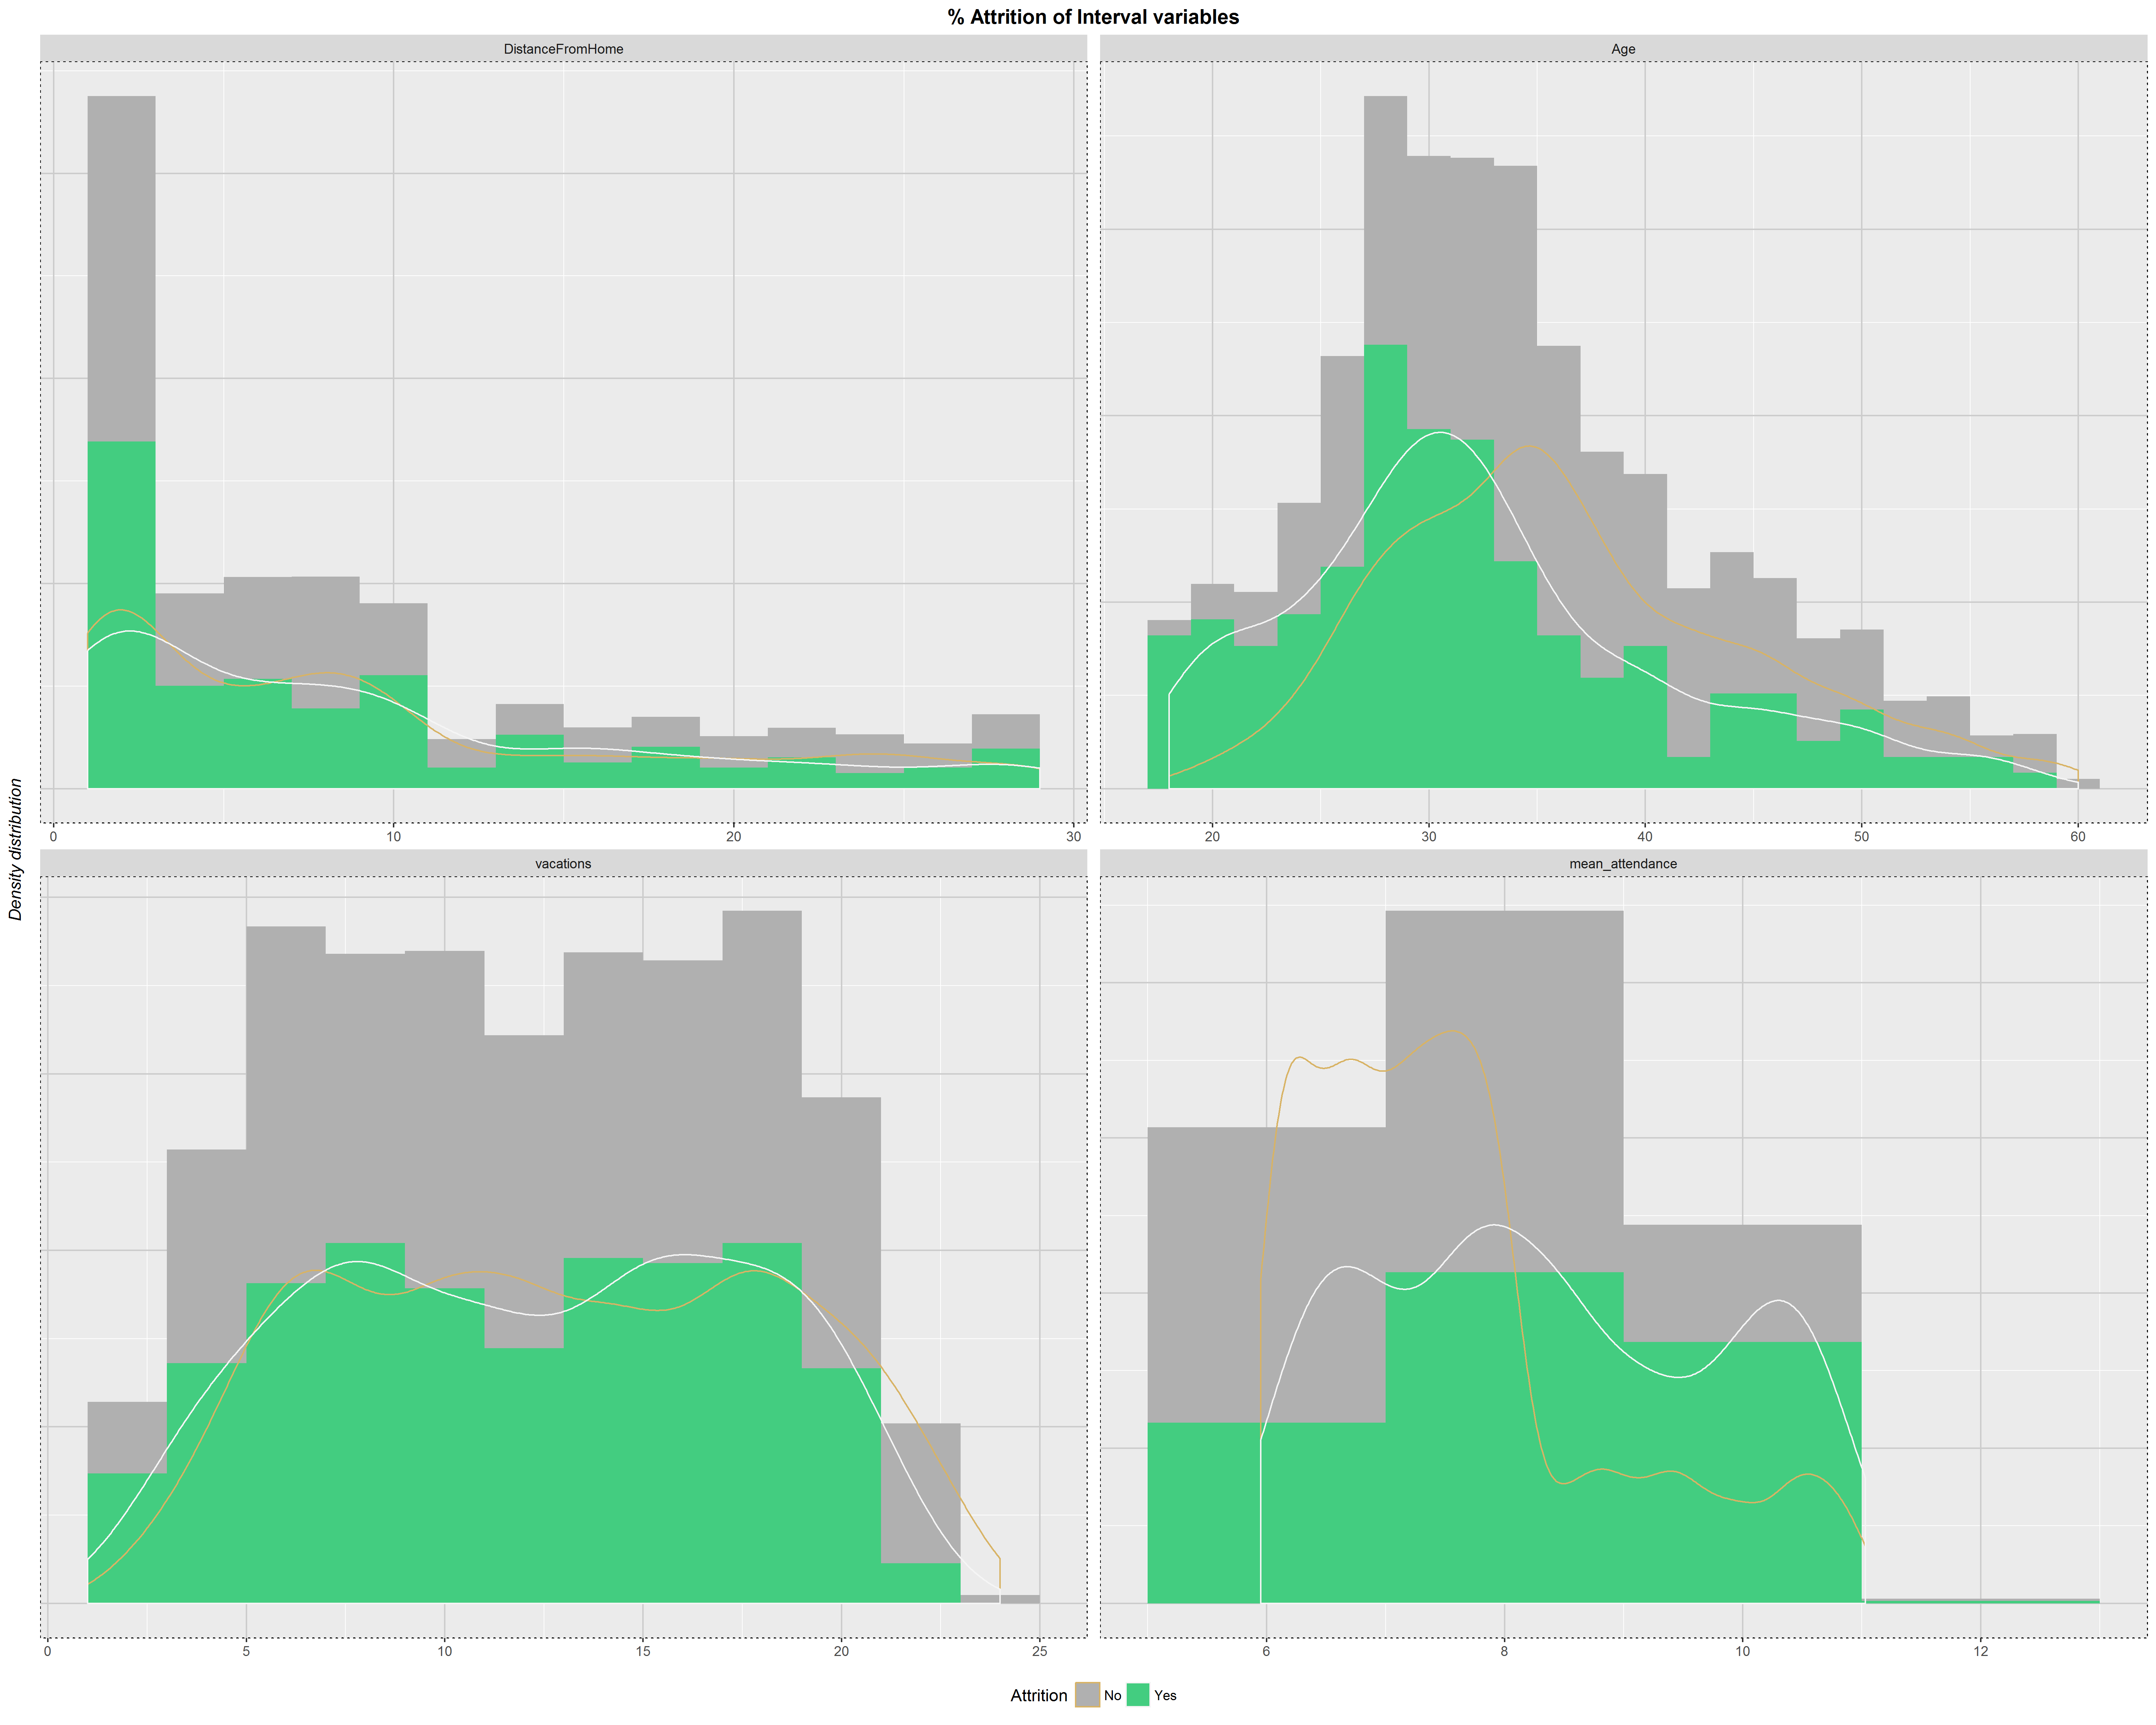 % Attrition of Interval variables
DistanceFromHome
Age
0 10 20 30
20 30 40 50 60
Density distribution
vacations
mean_attendance
0 5 10 15 20 25
6 8 10 12
Attrition No Yes